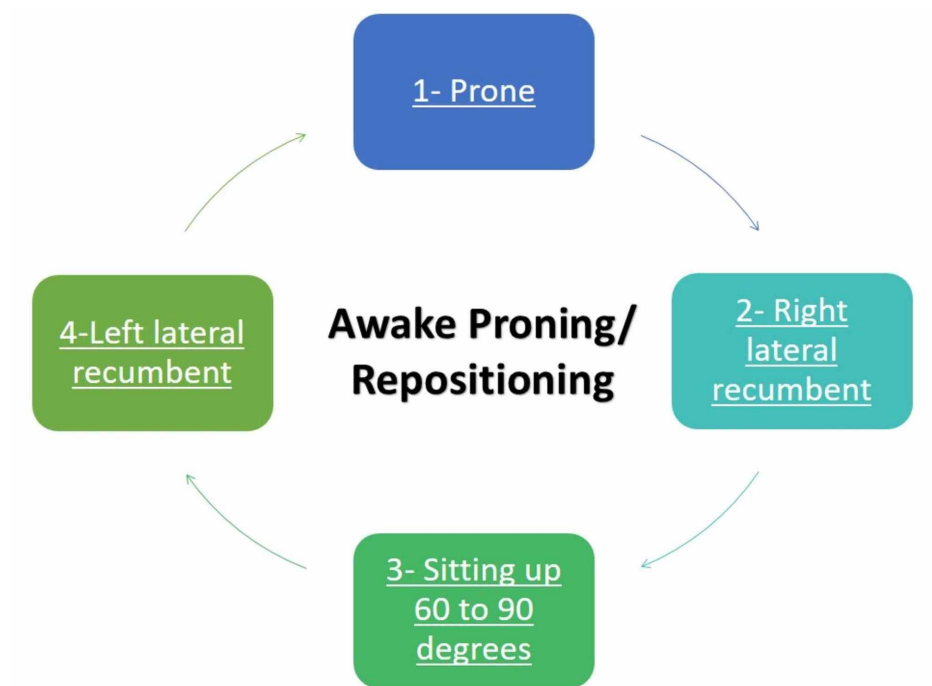 1- Prone
2- Right
lateral
recumbent
Awake Proning/
Repositioning
4-Left lateral
recumbent
3- Sitting up
60 to 90
degrees